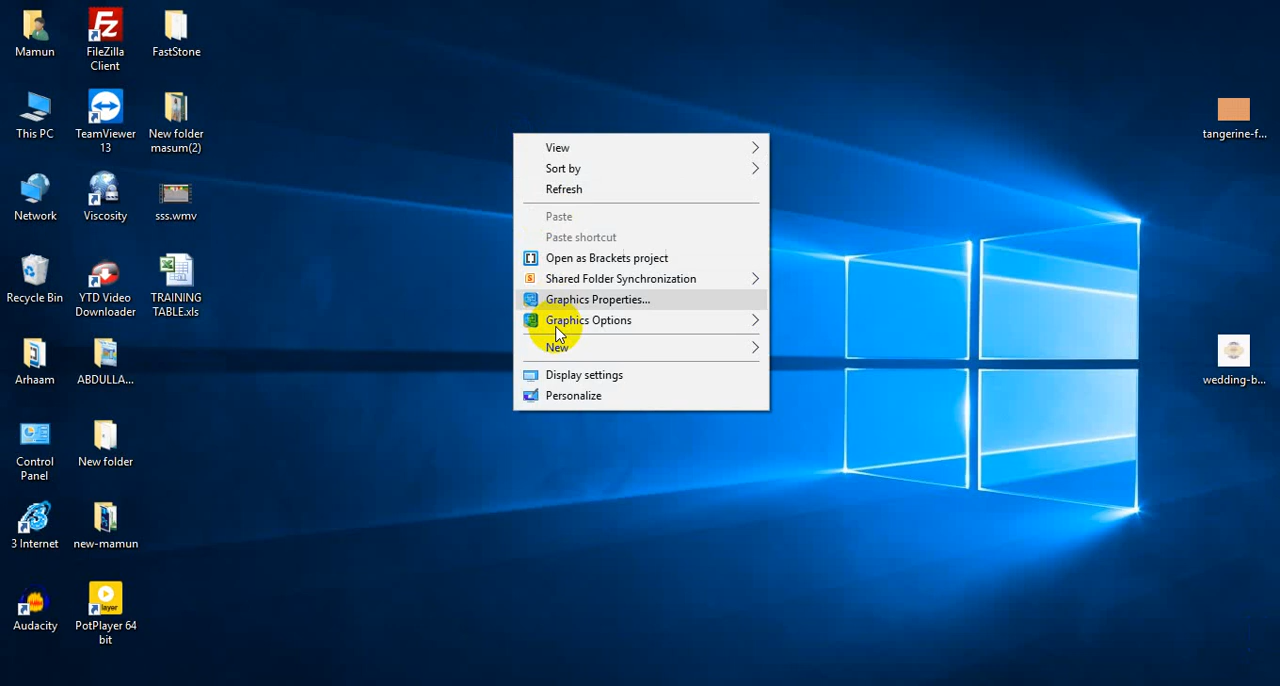 Mamun
FileZilla
Client
FastStone
This PC
TeamViewer
13
New folder
masum(2)
Network
Viscosity
sss.wmv
Recycle Bin
YTD Video
Downloader
TRAINING
TABLE.xls
Arhaam
ABDULLA...
Control
Panel
New folder
3 Internet
new-mamun
Audacity
PotPlayer 64
bit
View
Sort by
Refresh
Paste
Paste shortcut
Open as Brackets project
Shared Folder Synchronization
Graphics Properties...
Graphics Options
New
Display settings
Personalize
tangerine-f...
wedding-b...